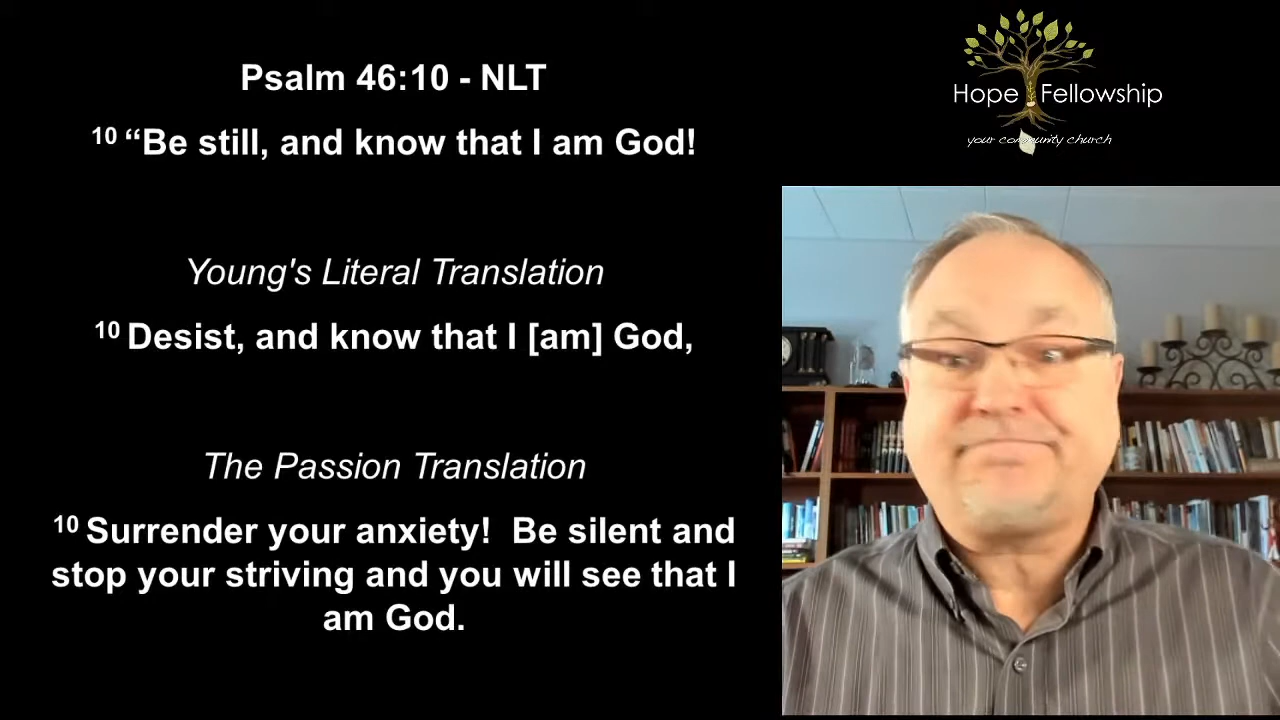 Psalm 46:10 - NLT
10 “Be still, and know that I am God!
Young's Literal Translation
10 Desist, and know that I [am] God,
The Passion Translation
10 Surrender your anxiety!  Be silent and
stop your striving and you will see that I
am God.
Hope Fellowship
your community church